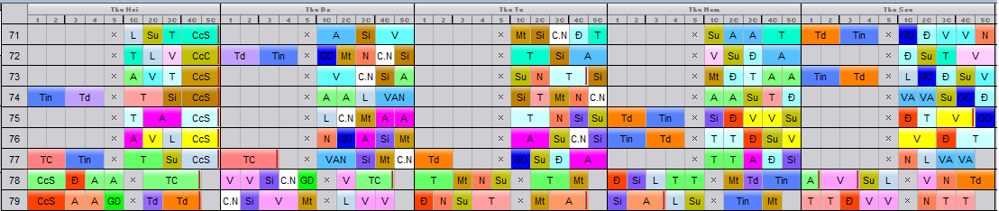 Thu Hai Thu Ba Thu Tu Thu Nam Thu Sau
1 2 3 4 5 1C 2C 3C 4C 5C 1 2 3 4 5 1C 2C 3C 4C 5C 1 2 3 4 5 1C 2C 3C 4C 5C 1 2 3 4 5 1C 2C 3C 4C 5C 1 2 3 4 5 1C 2C 3C 4C 5C
71 × L Su T CcS × A Si V × Mt Si C.N Đ T × Su A A T Td Tin × GD Đ V V N
72 × T L V CcC Td Tin × GD Mt N C.N Si × T Si A × V Su Đ A × Đ Su T V
73 × A V T CcS × V C.N Si A × Su N T Si × Mt Đ T A A Td Tin × L GD Đ Su V
74 Tin Td × T Si CcS × A A L VAN × Si T Mt N C.N × A A Su T Đ × VA VA Su GD Đ
75 × T A CcS × L C.N Mt A A × T N Si Su Td Tin × Si Đ V V Su × Đ T V GD
76 × A V L CcS × N GD A Si Mt × A Su C.N Si Tin Td × T T Đ Su V × V Đ T
77 TC Tin × T Su CcS TC × VAN Si Mt C.N Td × Su Đ A × T T A Đ Si × N L VA VA
78 CcS Đ A A × TC V V Si C.N GD × V TC T Mt N Su × T Mt Đ Si L T T × Mt Td Tin A V Su L × V N Td
79 CcS A A GD × Td Td C.N Si V Mt × L V V L N Su T × Mt A Si A L Su × Tin Mt T T Đ V V × N T T